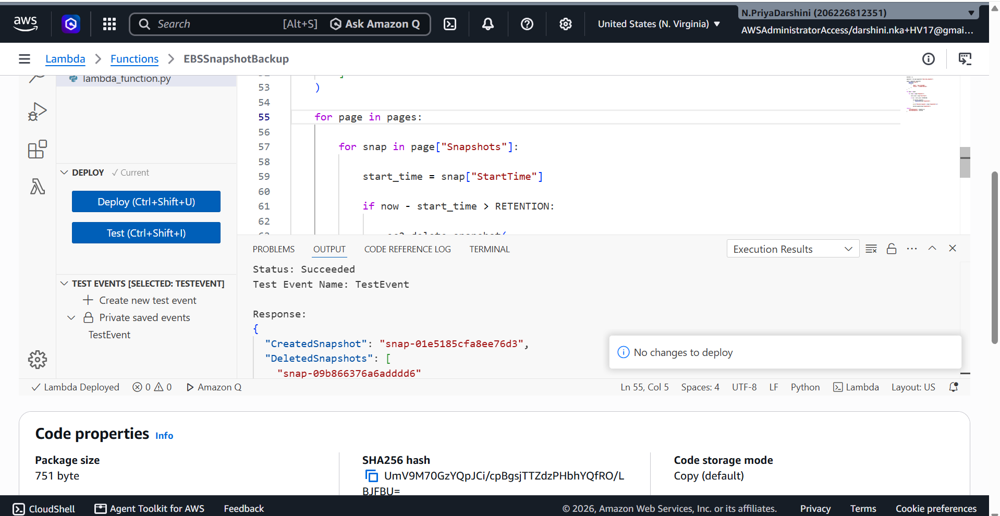 aws
Search [Alt+S] Ask Amazon Q
United States (N. Virginia) ▼
N.PriyaDarshini (206226812351) ▼
AWSAdministratorAccess/darshini.nka+HV17@gmai...
Lambda > Functions > EBSSnapshotBackup
lambda_function.py
DEPLOY ✓ Current
Deploy (Ctrl+Shift+U)
Test (Ctrl+Shift+I)
TEST EVENTS [SELECTED: TESTEVENT]
+ Create new test event
Private saved events
TestEvent
]
53 )
54
55 for page in pages:
56
57 for snap in page["Snapshots"]:
58
59 start_time = snap["StartTime"]
60
61 if now - start_time > RETENTION:
62
63 ec2.delete_snapshot(
PROBLEMS OUTPUT CODE REFERENCE LOG TERMINAL
Execution Results
Status: Succeeded
Test Event Name: TestEvent
Response:
{
"CreatedSnapshot": "snap-01e5185cfa8ee76d3",
"DeletedSnapshots": [
"snap-09b866376a6adddd6"
No changes to deploy
Lambda Deployed 0 0 Amazon Q
Ln 55, Col 5 Spaces: 4 UTF-8 LF Python Lambda Layout: US
Code properties Info
Package size
751 byte
SHA256 hash
UmV9M70GzYQpJCi/cpBgsjTTZdzPHbhYQfRO/L
BJFBU=
Code storage mode
Copy (default)
CloudShell Agent Toolkit for AWS Feedback
© 2026, Amazon Web Services, Inc. or its affiliates. Privacy Terms Cookie preferences